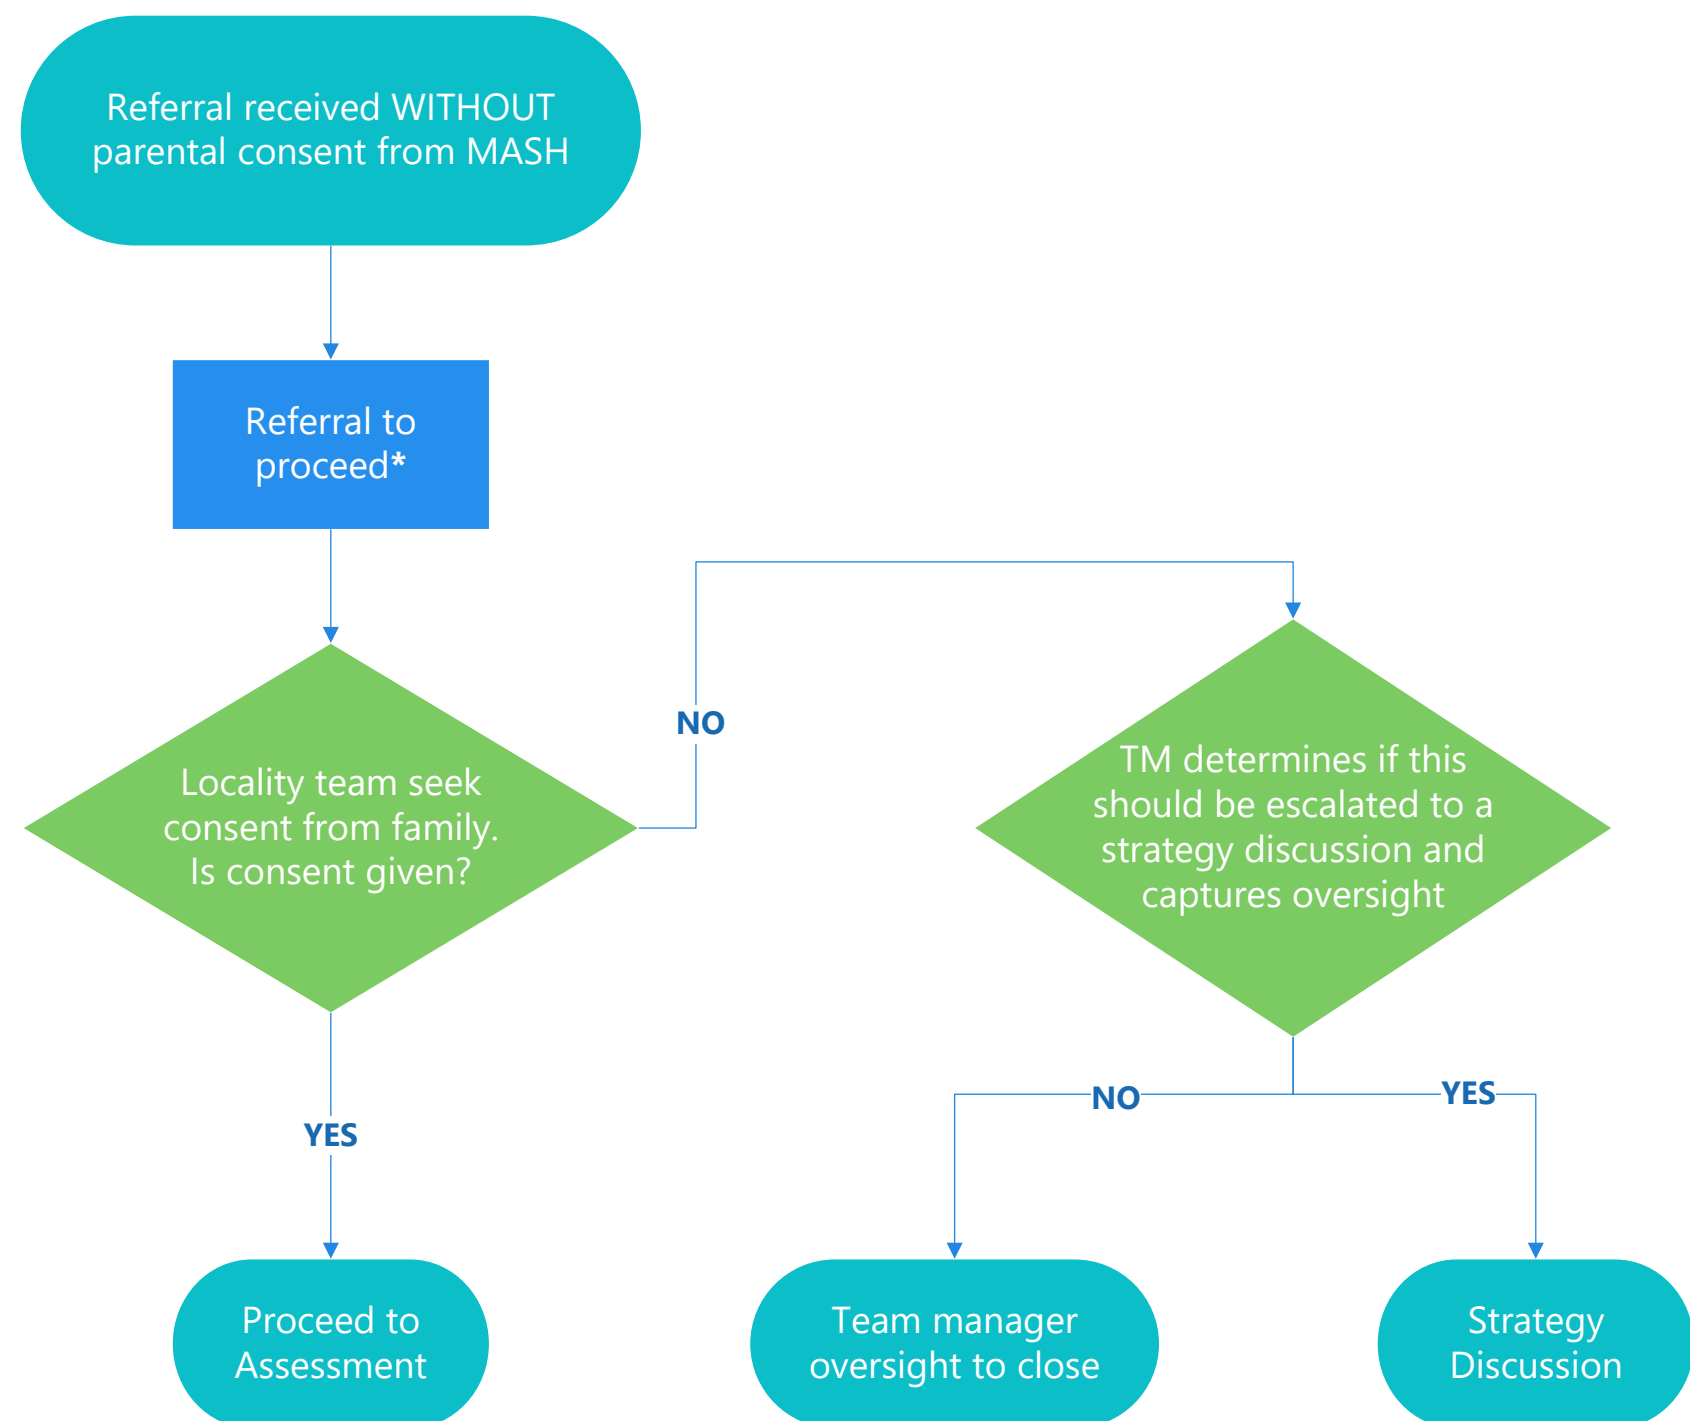 Referral received WITHOUT
parental consent from MASH
Referral to
proceed*
NO
Locality team seek
consent from family.
Is consent given?
TM determines if this
should be escalated to a
strategy discussion and
captures oversight
YES
NO
YES
Proceed to
Assessment
Team manager
oversight to close
Strategy
Discussion